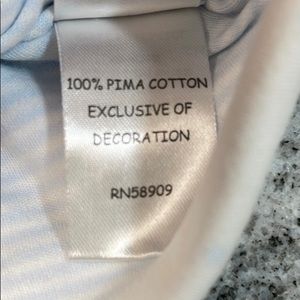 100% PIMA COTTON
EXCLUSIVE OF
DECORATION
RN58909